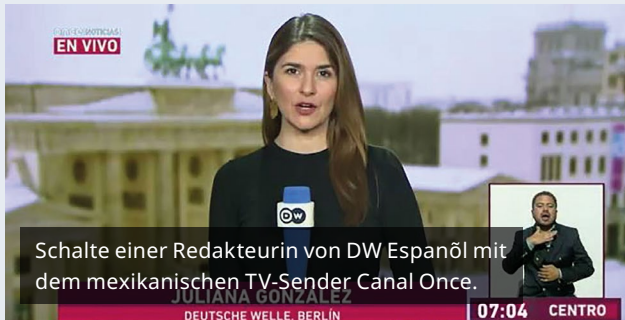 NOTICIAS
EN VIVO
DW
Schalte einer Redakteurin von DW Espanõl mit
dem mexikanischen TV-Sender Canal Once.
JULIANA GONZÁLEZ
DEUTSCHE WELLE, BERLÍN
07:04 CENTRO